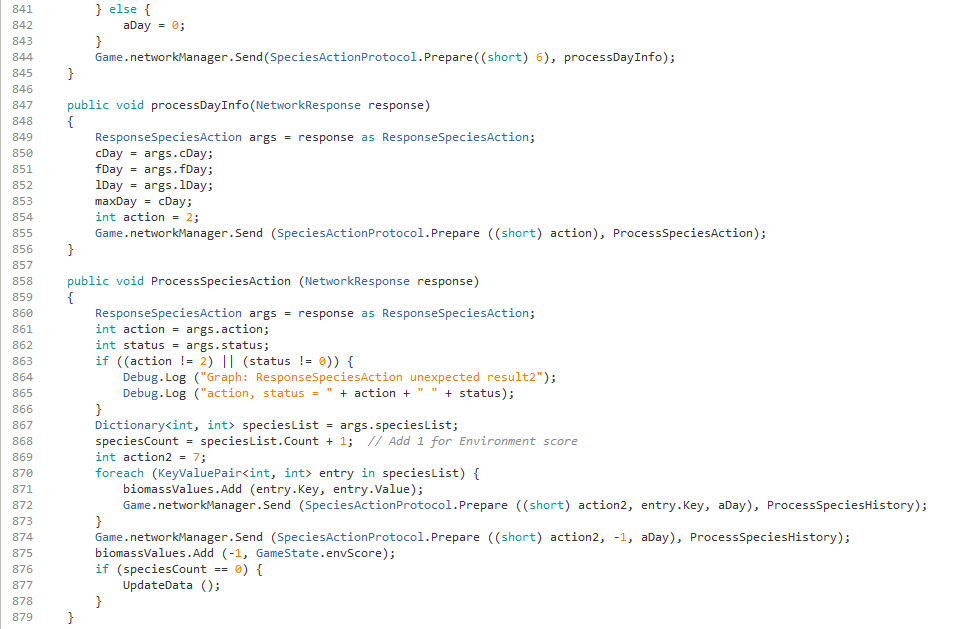 841 } else {
842 aDay = 0;
843 }
844 Game.networkManager.Send(SpeciesActionProtocol.Prepare((short) 6), processDayInfo);
845 }
846
847 public void processDayInfo(NetworkResponse response)
848 {
849 ResponseSpeciesAction args = response as ResponseSpeciesAction;
850 cDay = args.cDay;
851 fDay = args.fDay;
852 lDay = args.lDay;
853 maxDay = cDay;
854 int action = 2;
855 Game.networkManager.Send (SpeciesActionProtocol.Prepare ((short) action), ProcessSpeciesAction);
856 }
857
858 public void ProcessSpeciesAction (NetworkResponse response)
859 {
860 ResponseSpeciesAction args = response as ResponseSpeciesAction;
861 int action = args.action;
862 int status = args.status;
863 if ((action != 2) || (status != 0)) {
864 Debug.Log ("Graph: ResponseSpeciesAction unexpected result2");
865 Debug.Log ("action, status = " + action + " " + status);
866 }
867 Dictionary<int, int> speciesList = args.speciesList;
868 speciesCount = speciesList.Count + 1; // Add 1 for Environment score
869 int action2 = 7;
870 foreach (KeyValuePair<int, int> entry in speciesList) {
871 biomassValues.Add (entry.Key, entry.Value);
872 Game.networkManager.Send (SpeciesActionProtocol.Prepare ((short) action2, entry.Key, aDay), ProcessSpeciesHistory);
873 }
874 Game.networkManager.Send (SpeciesActionProtocol.Prepare ((short) action2, -1, aDay), ProcessSpeciesHistory);
875 biomassValues.Add (-1, GameState.envScore);
876 if (speciesCount == 0) {
877 UpdateData ();
878 }
879 }